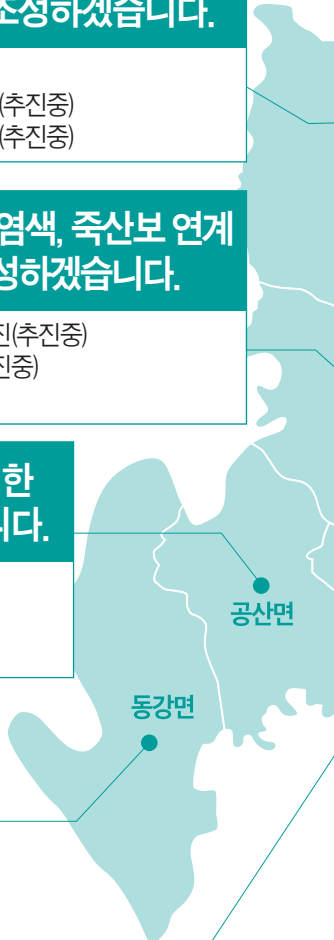 조성하겠습니다.
(추진중)
(추진중)
염색, 죽산보 연계
성하겠습니다.
진(추진중)
진중)
한
니다.
공산면
동강면